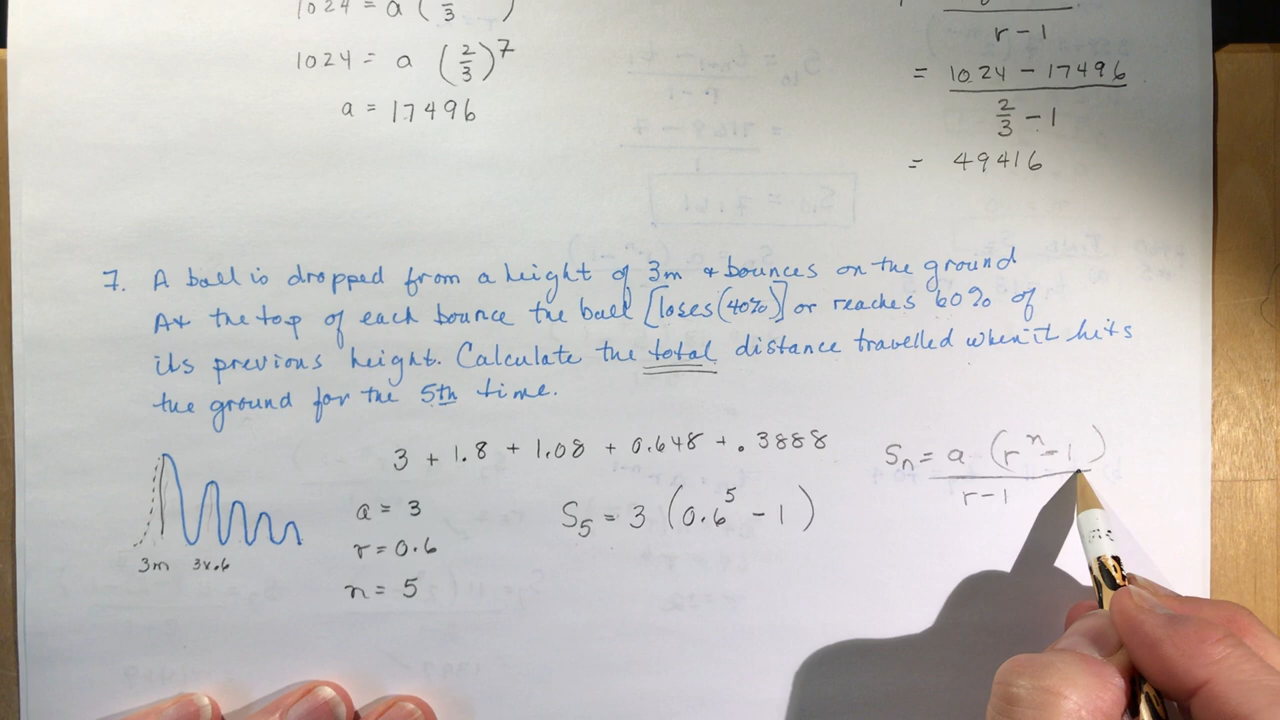 1024 = a (2/3)^7
a = 17496
r - 1
= 1024 - 17496
2/3 - 1
= 49416
7. A ball is dropped from a height of 3m & bounces on the ground
At the top of each bounce the ball [loses (40%)] or reaches 60% of
its previous height. Calculate the total distance travelled when it hits
the ground for the 5th time.
3 + 1.8 + 1.08 + 0.648 + .3888
Sn = a (r^n - 1)
r - 1
a = 3
S5 = 3 (0.6^5 - 1)
r = 0.6
3m 3x.6
n = 5